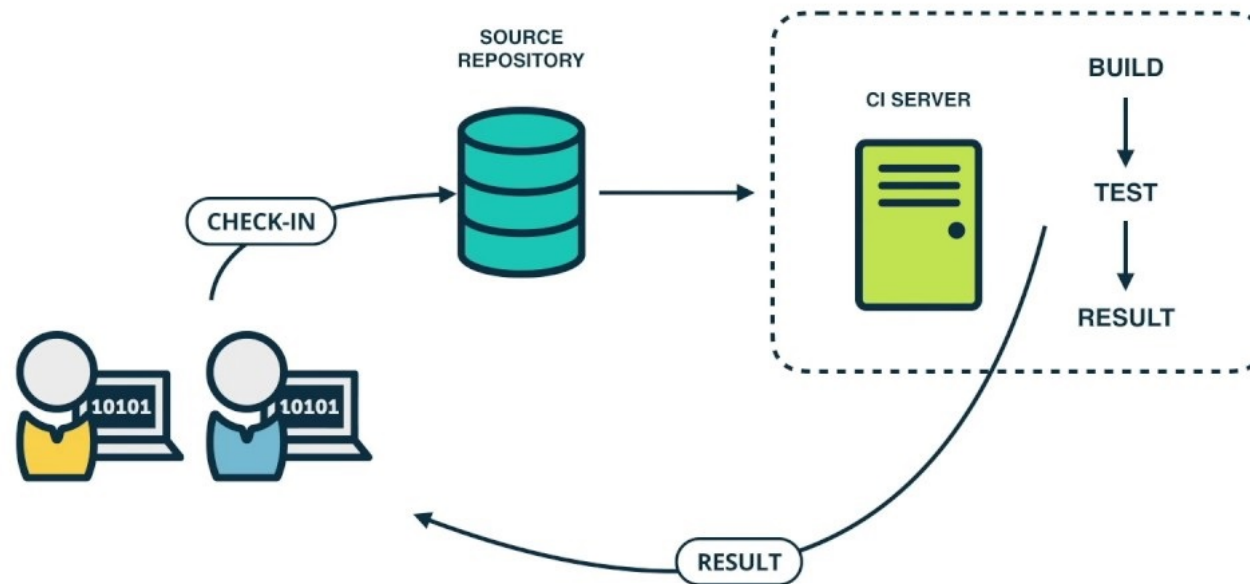 SOURCE
REPOSITORY
CI SERVER
BUILD
TEST
RESULT
CHECK-IN
10101
10101
RESULT